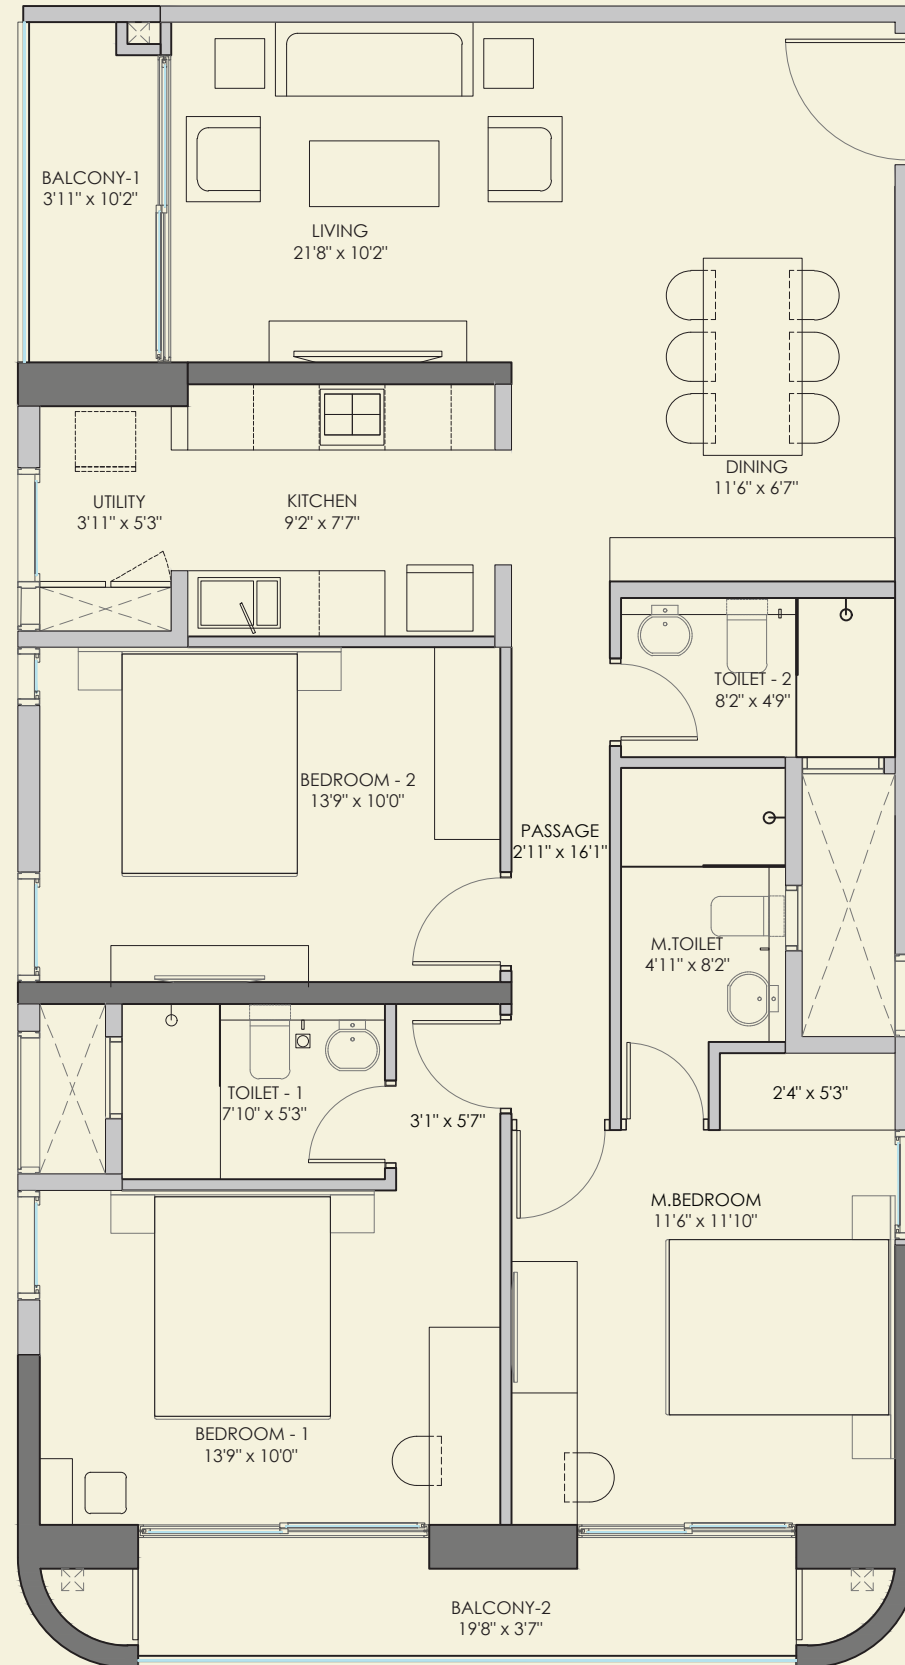 BALCONY-1
3'11" x 10'2"
LIVING
21'8" x 10'2"
DINING
11'6" x 6'7"
UTILITY
3'11" x 5'3"
KITCHEN
9'2" x 7'7"
TOILET - 2
8'2" x 4'9"
BEDROOM - 2
13'9" x 10'0"
PASSAGE
2'11" x 16'1"
M.TOILET
4'11" x 8'2"
TOILET - 1
7'10" x 5'3"
3'1" x 5'7"
2'4" x 5'3"
M.BEDROOM
11'6" x 11'10"
BEDROOM - 1
13'9" x 10'0"
BALCONY-2
19'8" x 3'7"